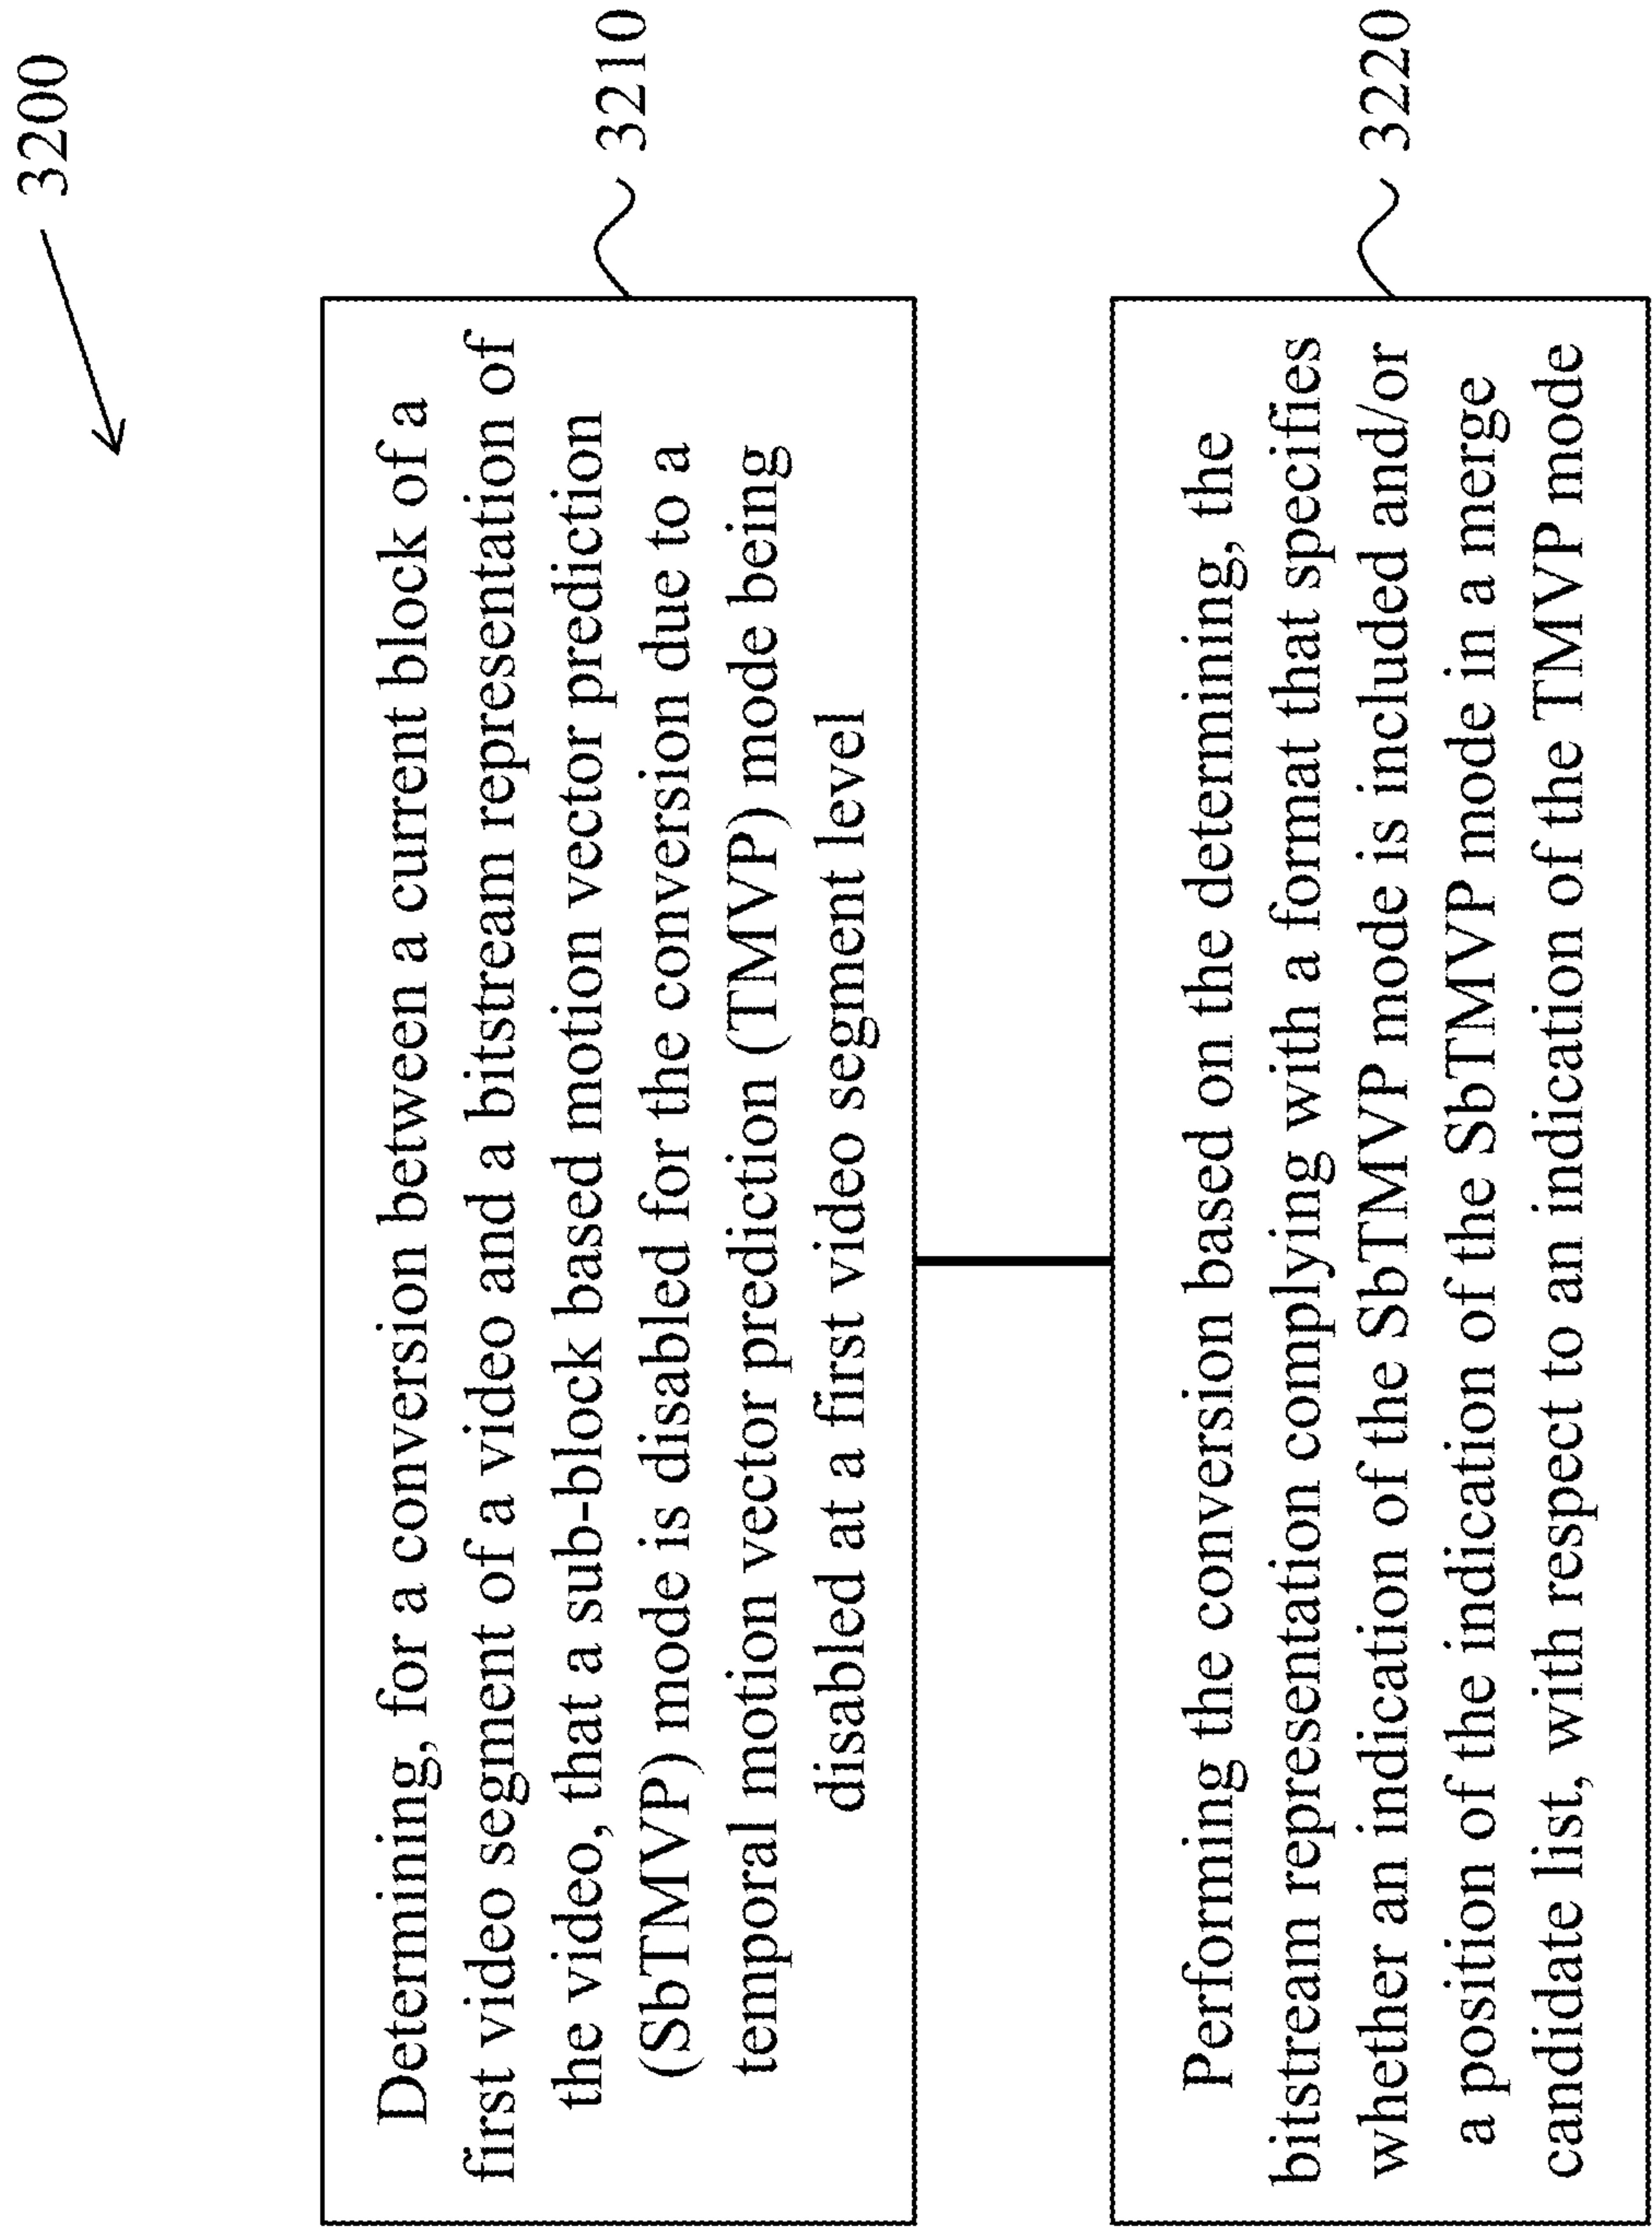 3200
Determining, for a conversion between a current block of a
first video segment of a video and a bitstream representation of
the video, that a sub-block based motion vector prediction
(SbTMVP) mode is disabled for the conversion due to a
temporal motion vector prediction (TMVP) mode being
disabled at a first video segment level
3210
Performing the conversion based on the determining, the
bitstream representation complying with a format that specifies
whether an indication of the SbTMVP mode is included and/or
a position of the indication of the SbTMVP mode in a merge
candidate list, with respect to an indication of the TMVP mode
3220